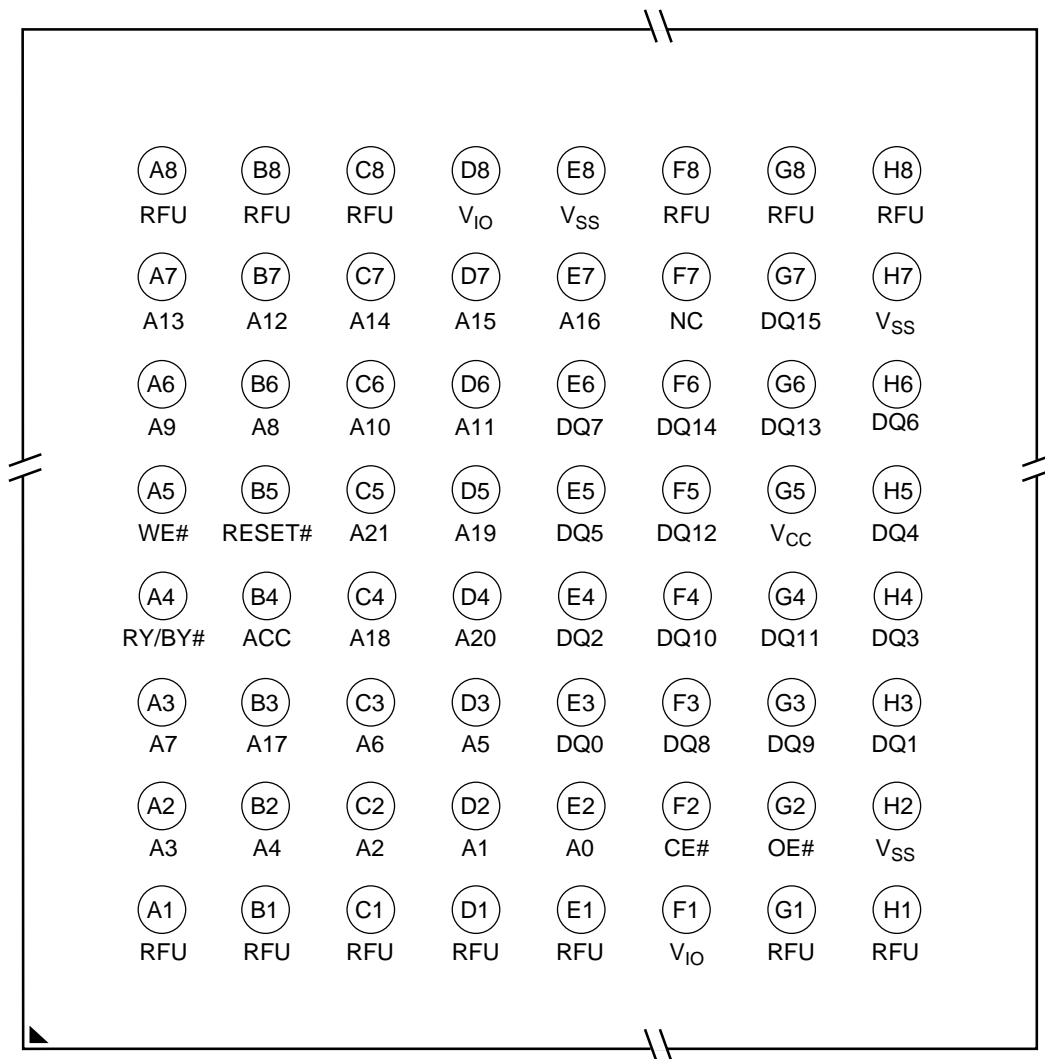 A8 B8 C8 D8 E8 F8 G8 H8
RFU RFU RFU VIO VSS RFU RFU RFU
A7 B7 C7 D7 E7 F7 G7 H7
A13 A12 A14 A15 A16 NC DQ15 VSS
A6 B6 C6 D6 E6 F6 G6 H6
A9 A8 A10 A11 DQ7 DQ14 DQ13 DQ6
A5 B5 C5 D5 E5 F5 G5 H5
WE# RESET# A21 A19 DQ5 DQ12 VCC DQ4
A4 B4 C4 D4 E4 F4 G4 H4
RY/BY# ACC A18 A20 DQ2 DQ10 DQ11 DQ3
A3 B3 C3 D3 E3 F3 G3 H3
A7 A17 A6 A5 DQ0 DQ8 DQ9 DQ1
A2 B2 C2 D2 E2 F2 G2 H2
A3 A4 A2 A1 A0 CE# OE# VSS
A1 B1 C1 D1 E1 F1 G1 H1
RFU RFU RFU RFU RFU VIO RFU RFU